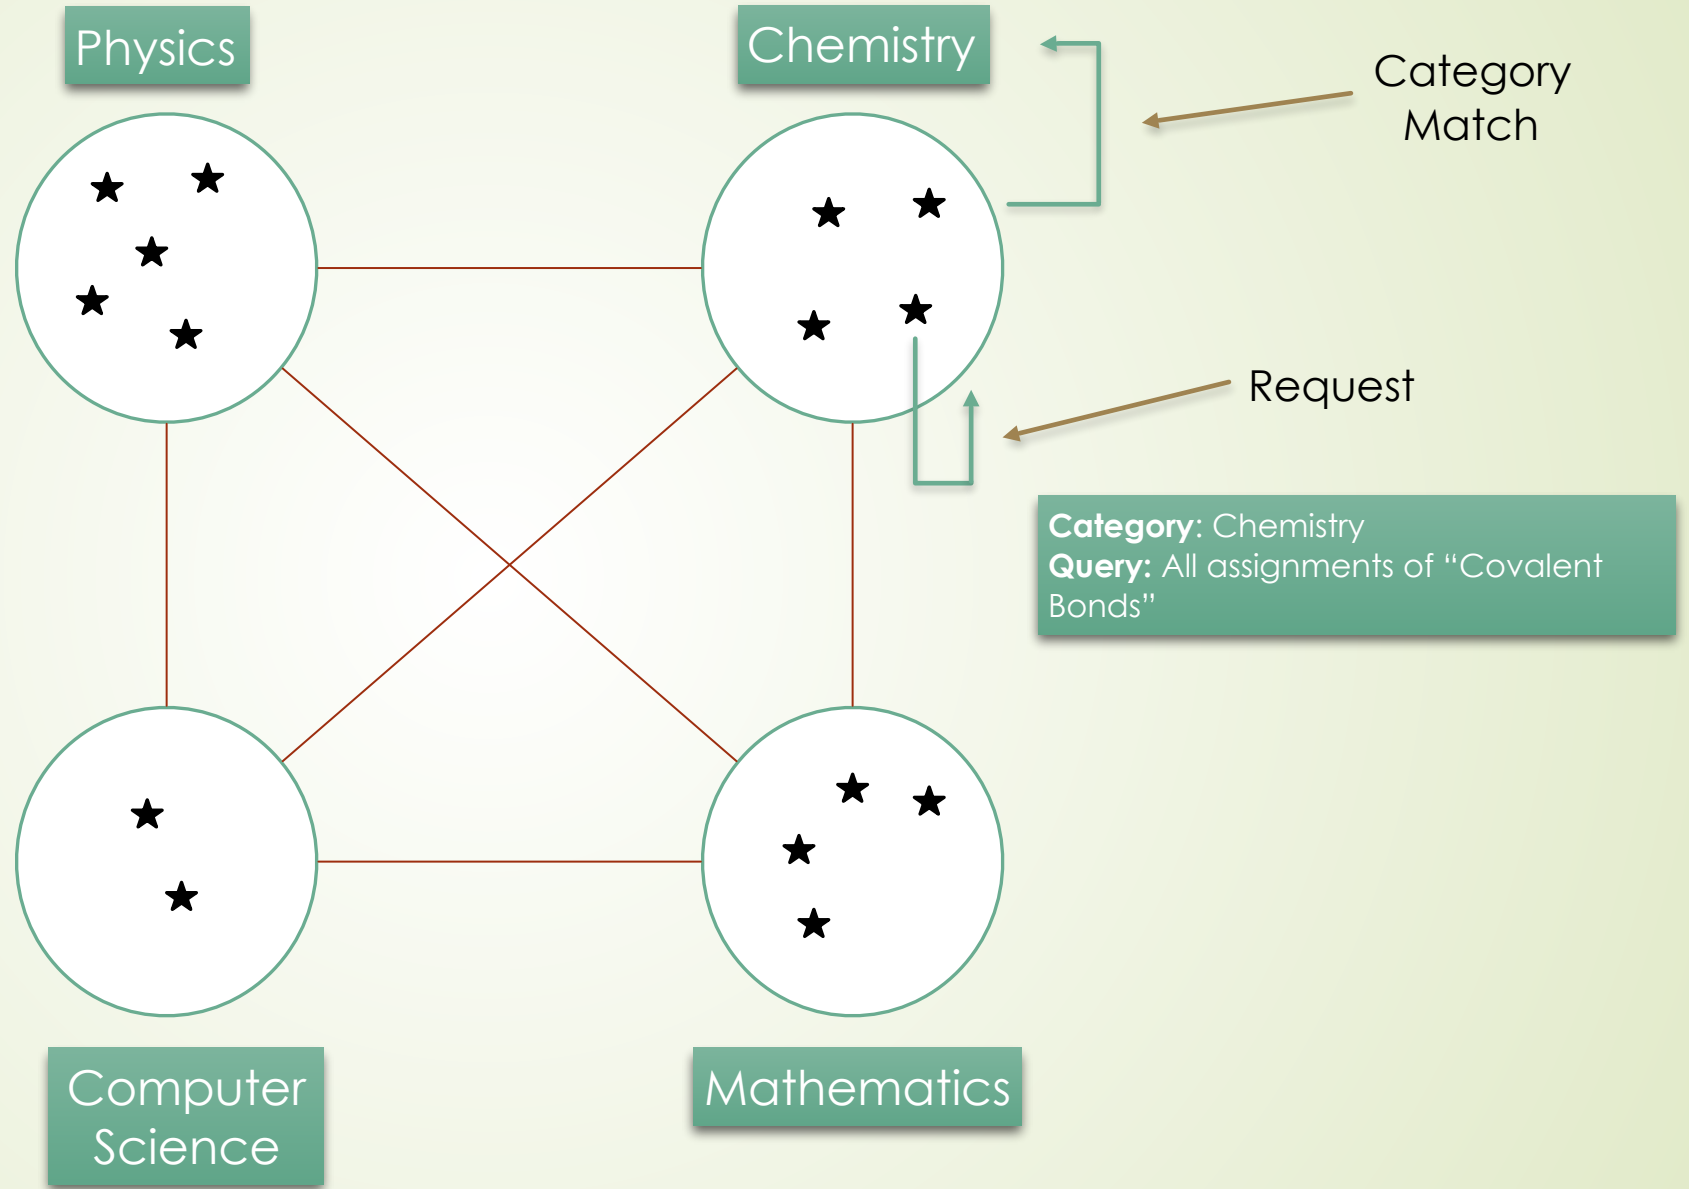 Physics
Chemistry
Category
Match
Request
Category: Chemistry
Query: All assignments of “Covalent
Bonds”
Computer
Science
Mathematics